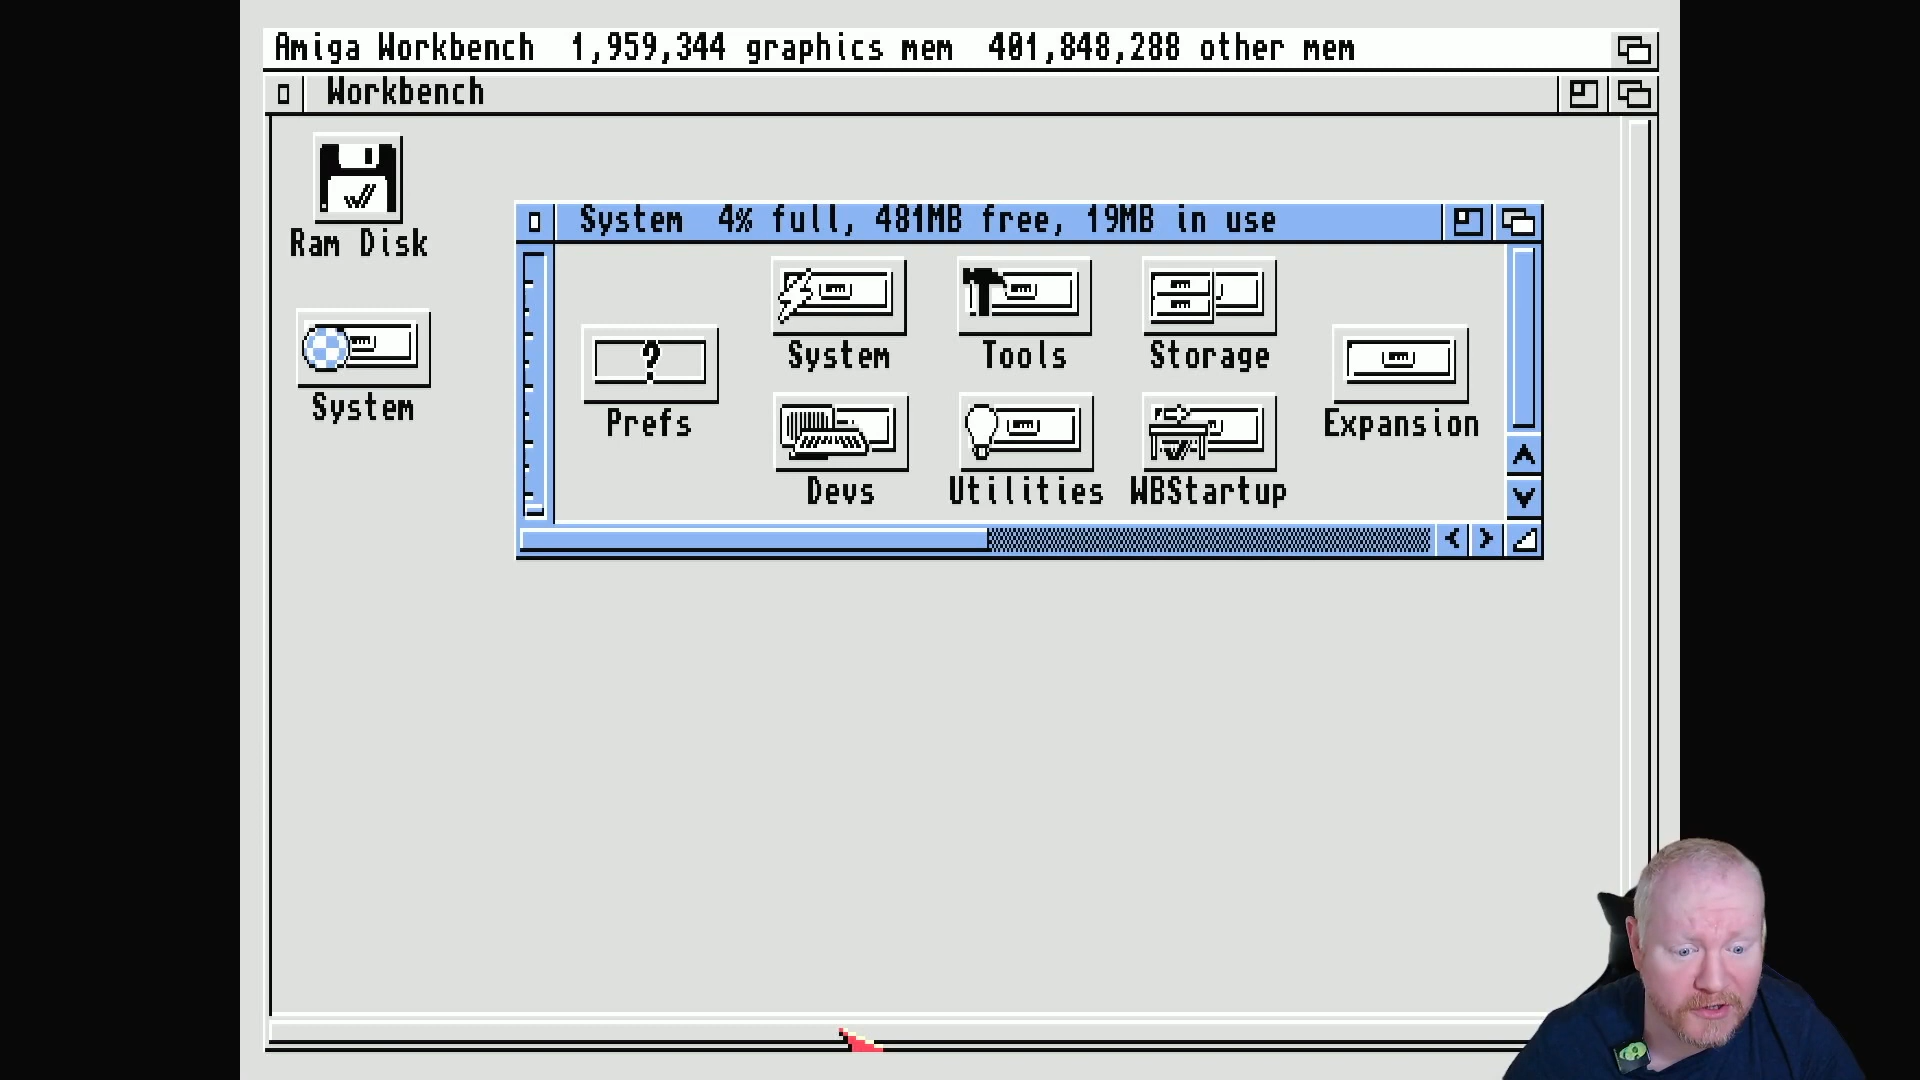 Amiga Workbench 1,959,344 graphics mem 401,848,288 other mem
Workbench
Ram Disk
System
System 4% full, 481MB free, 19MB in use
Prefs
System
Tools
Storage
Expansion
Devs
Utilities
WBStartup